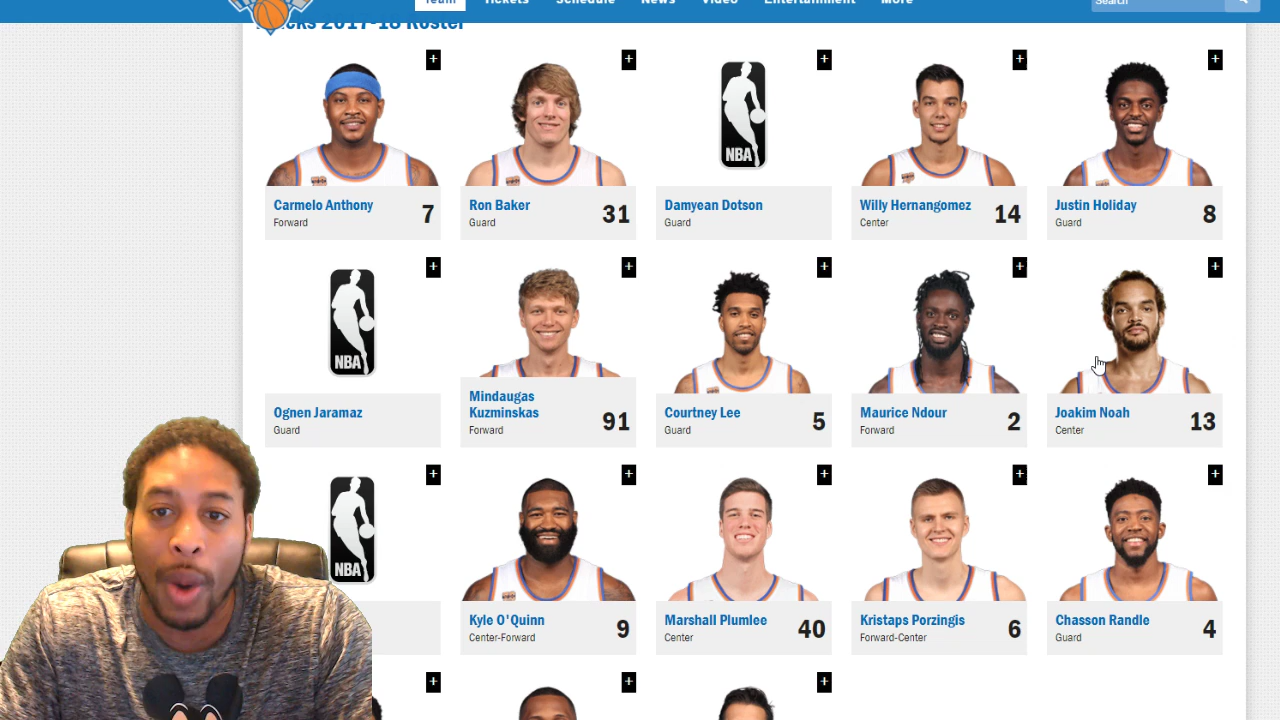 Team Tickets Schedule News Video Entertainment More Search
Knicks 2017-18 Roster
+ + + + +
NBA
Carmelo Anthony
Forward
7
Ron Baker
Guard
31
Damyean Dotson
Guard
Willy Hernangomez
Center
14
Justin Holiday
Guard
8
+ + + + +
NBA
Ognen Jaramaz
Guard
Mindaugas
Kuzminskas
Forward
91
Courtney Lee
Guard
5
Maurice Ndour
Forward
2
Joakim Noah
Center
13
+ + + + +
NBA
Kyle O'Quinn
Center-Forward
9
Marshall Plumlee
Center
40
Kristaps Porzingis
Forward-Center
6
Chasson Randle
Guard
4
+ + +